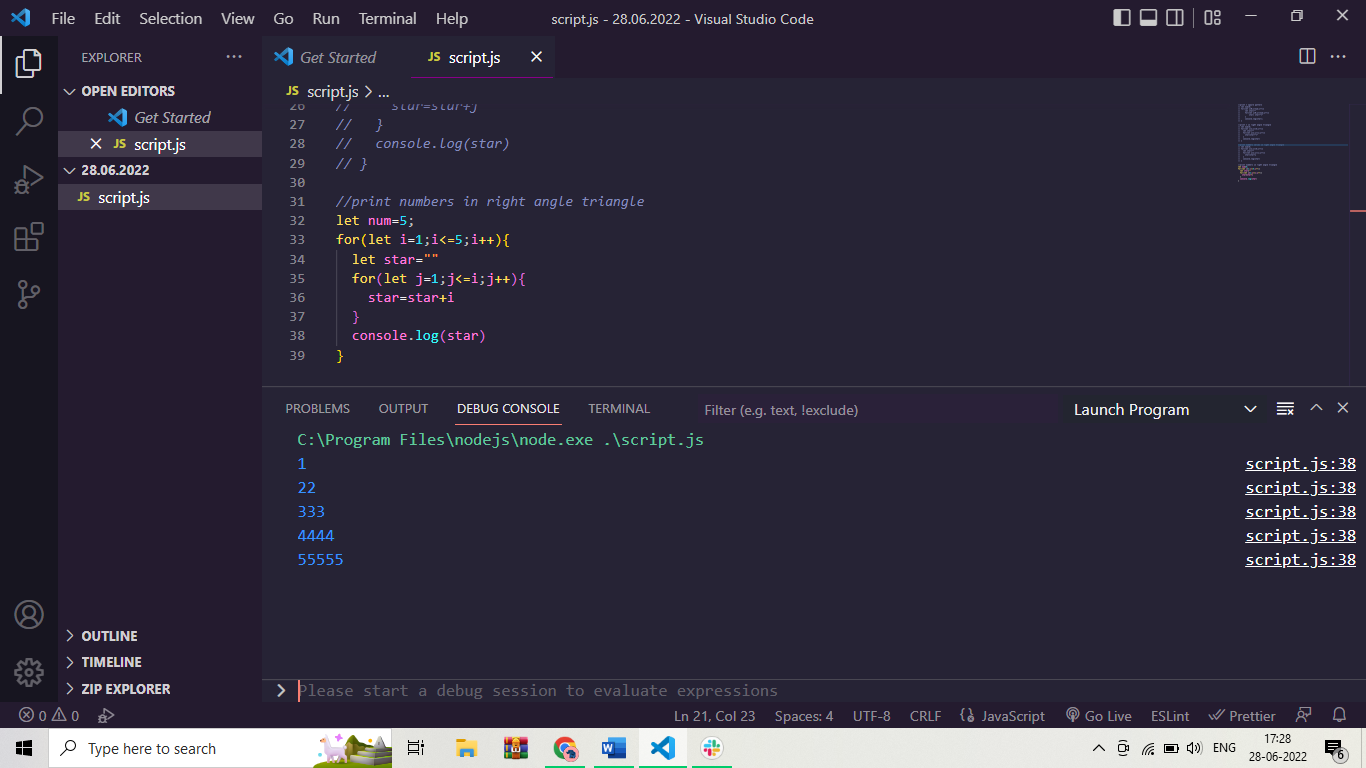 File Edit Selection View Go Run Terminal Help script.js - 28.06.2022 - Visual Studio Code
EXPLORER
OPEN EDITORS
Get Started
JS script.js
28.06.2022
JS script.js
OUTLINE
TIMELINE
ZIP EXPLORER
Get Started JS script.js
JS script.js > ...
26 // star=star+j
27 // }
28 // console.log(star)
29 // }
30
31 //print numbers in right angle triangle
32 let num=5;
33 for(let i=1;i<=5;i++){
34 let star=""
35 for(let j=1;j<=i;j++){
36 star=star+i
37 }
38 console.log(star)
39 }
PROBLEMS OUTPUT DEBUG CONSOLE TERMINAL Filter (e.g. text, !exclude) Launch Program
C:\Program Files\nodejs\node.exe .\script.js
1 script.js:38
22 script.js:38
333 script.js:38
4444 script.js:38
55555 script.js:38
Please start a debug session to evaluate expressions
0 0 Ln 21, Col 23 Spaces: 4 UTF-8 CRLF JavaScript Go Live ESLint Prettier
Type here to search ENG 17:28
28-06-2022 6